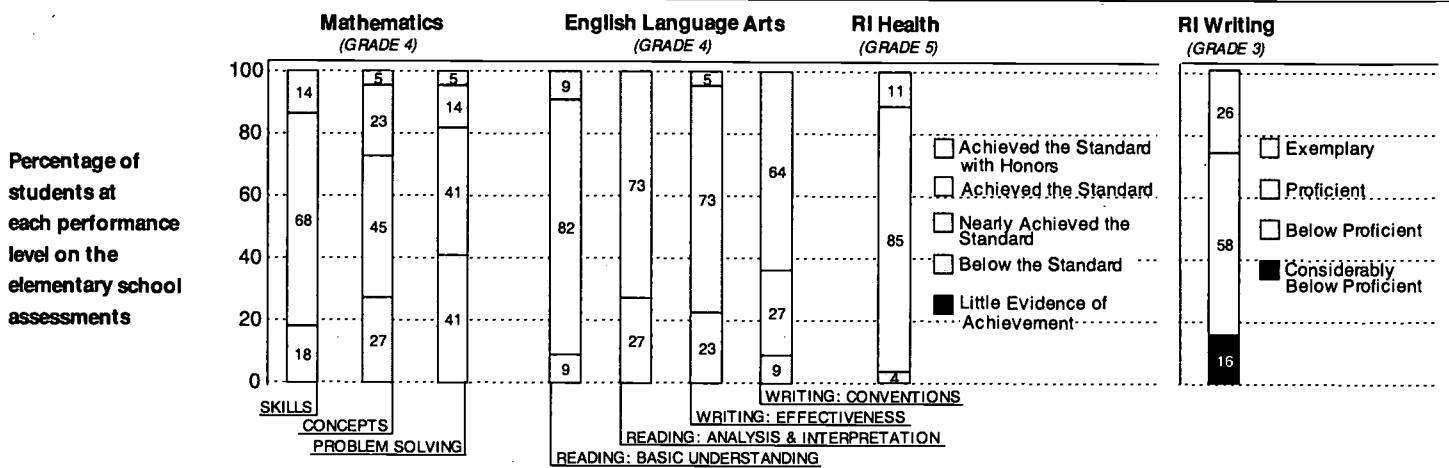 Mathematics
(GRADE 4)
English Language Arts
(GRADE 4)
RI Health
(GRADE 5)
RI Writing
(GRADE 3)
Percentage of
students at
each performance
level on the
elementary school
assessments
100
80
60
40
20
0
14
68
18
5
23
45
27
5
14
41
41
9
82
9
73
27
5
73
23
64
27
9
11
85
4
Achieved the Standard
with Honors
Achieved the Standard
Nearly Achieved the
Standard
Below the Standard
Little Evidence of
Achievement
26
58
16
Exemplary
Proficient
Below Proficient
Considerably
Below Proficient
SKILLS
CONCEPTS
PROBLEM SOLVING
WRITING: CONVENTIONS
WRITING: EFFECTIVENESS
READING: ANALYSIS & INTERPRETATION
READING: BASIC UNDERSTANDING